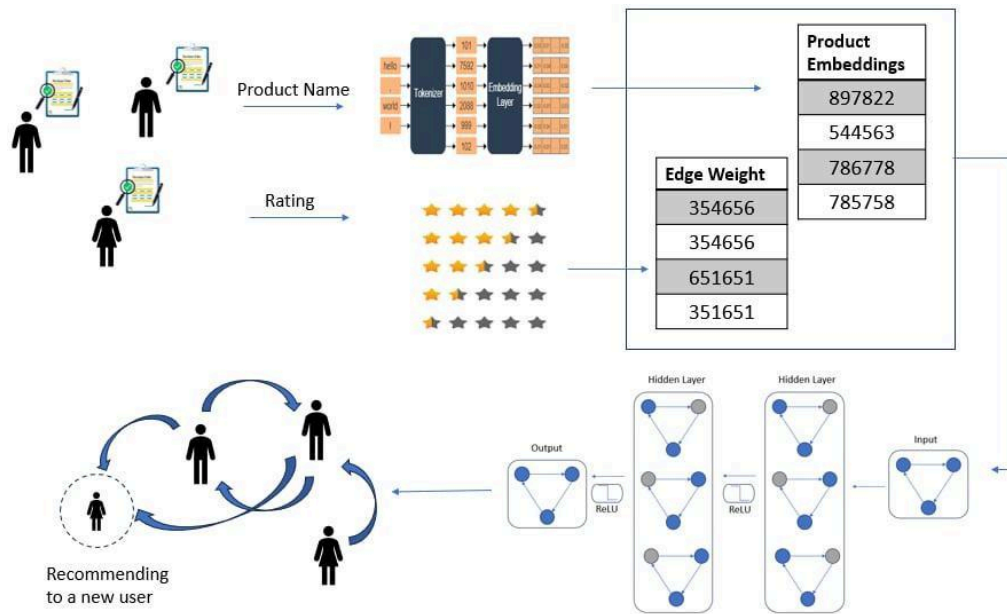 Product Name
Rating
hello
,
world
!
Tokenizer
101
7592
1010
2088
999
102
Embedding
Layer
Product
Embeddings
897822
544563
786778
785758
Edge Weight
354656
354656
651651
351651
Hidden Layer
Hidden Layer
Output
Input
ReLU
ReLU
Recommending
to a new user